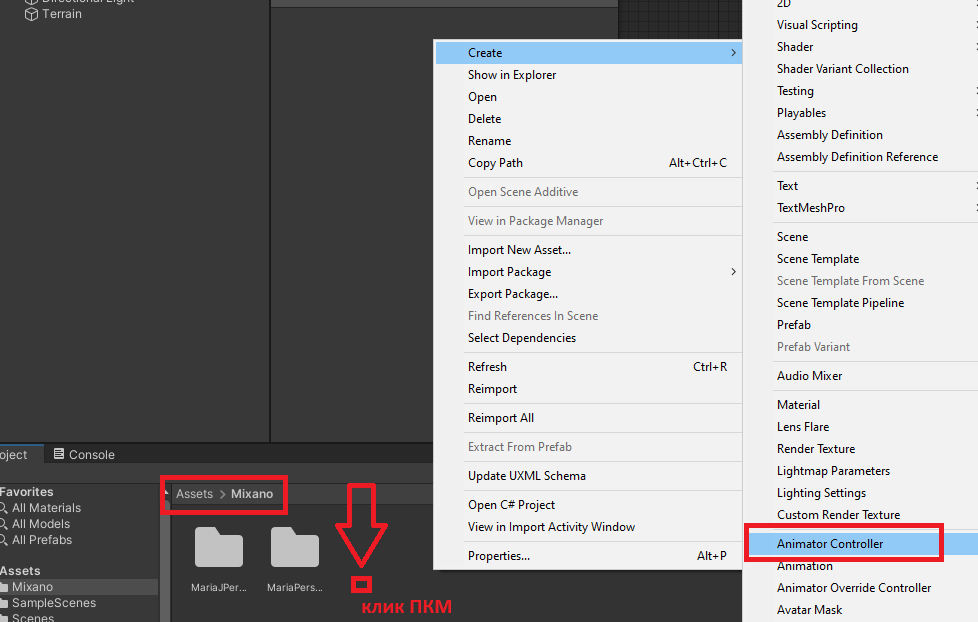 Directional Light
Terrain
Create
Show in Explorer
Open
Delete
Rename
Copy Path Alt+Ctrl+C
Open Scene Additive
View in Package Manager
Import New Asset...
Import Package
Export Package...
Find References In Scene
Select Dependencies
Refresh Ctrl+R
Reimport
Reimport All
Extract From Prefab
Update UXML Schema
Open C# Project
View in Import Activity Window
Properties... Alt+P
2D
Visual Scripting
Shader
Shader Variant Collection
Testing
Playables
Assembly Definition
Assembly Definition Reference
Text
TextMeshPro
Scene
Scene Template
Scene Template From Scene
Scene Template Pipeline
Prefab
Prefab Variant
Audio Mixer
Material
Lens Flare
Render Texture
Lightmap Parameters
Lighting Settings
Custom Render Texture
Animator Controller
Animation
Animator Override Controller
Avatar Mask
oject Console
Favorites
All Materials
All Models
All Prefabs
Assets
Mixano
SampleScenes
Scenes
Assets > Mixano
MariaJPer... MariaPers...
клик ПКМ